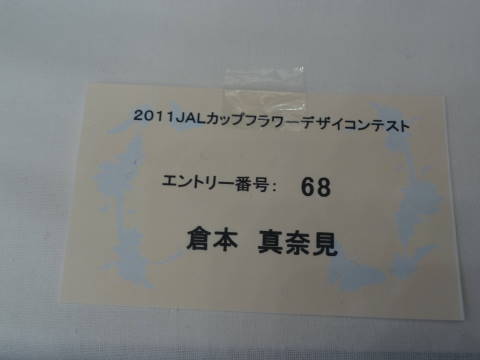 2011JALカップフラワーデザイコンテスト
エントリー番号： 68
倉本　真奈見